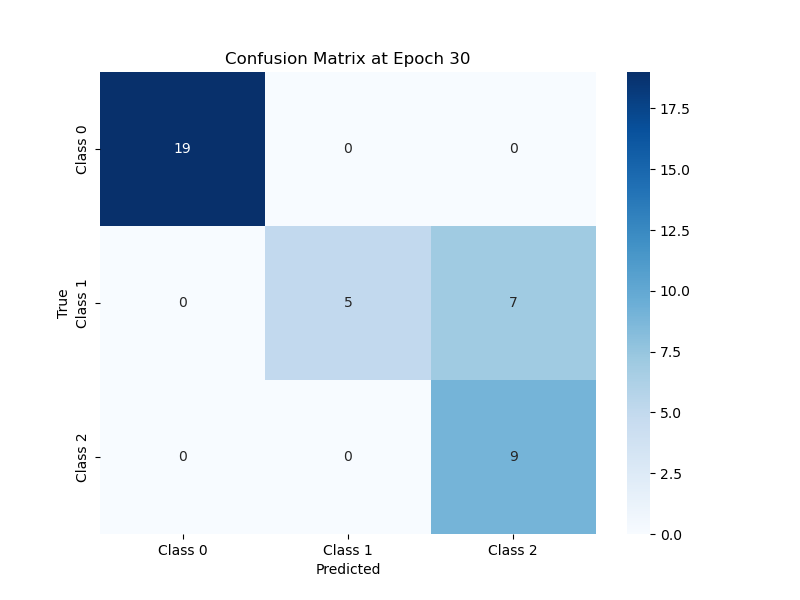 Confusion Matrix at Epoch 30
True
Class 0
19 0 0
Class 1
0 5 7
Class 2
0 0 9
Class 0 Class 1 Class 2
Predicted
17.5
15.0
12.5
10.0
7.5
5.0
2.5
0.0